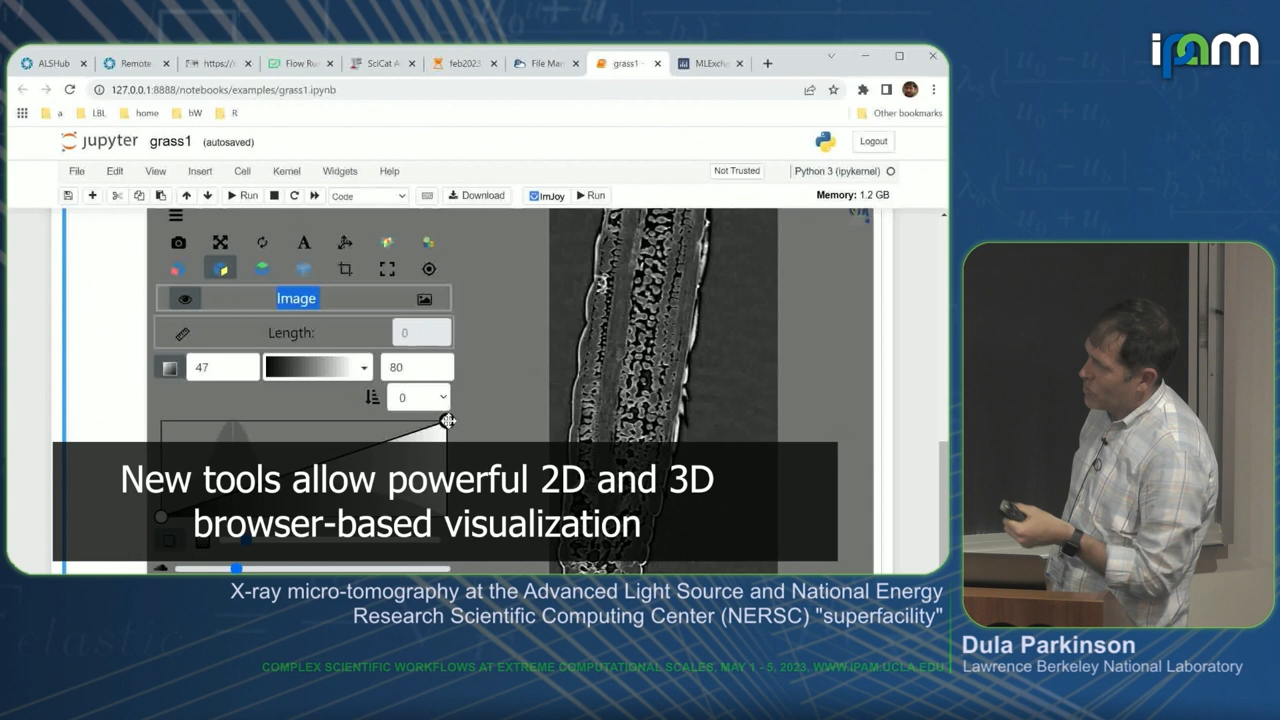 ipam
ALSHub
Remote
https://
Flow Ru
SciCat A
feb202
File Man
grass1 -
MLExch
127.0.0.1:8888/notebooks/examples/grass1.ipynb
a
LBL
home
bW
R
Other bookmarks
jupyter grass1 (autosaved)
Logout
File Edit View Insert Cell Kernel Widgets Help
Not Trusted
Python 3 (ipykernel)
Run
Code
Download
ImJoy
Run
Memory: 1.2 GB
Image
Length:
0
47
80
0
New tools allow powerful 2D and 3D
browser-based visualization
X-ray micro-tomography at the Advanced Light Source and National Energy
Research Scientific Computing Center (NERSC) "superfacility"
Dula Parkinson
Lawrence Berkeley National Laboratory
COMPLEX SCIENTIFIC WORKFLOWS AT EXTREME COMPUTATIONAL SCALES, MAY 1 - 5, 2023, WWW.IPAM.UCLA.EDU